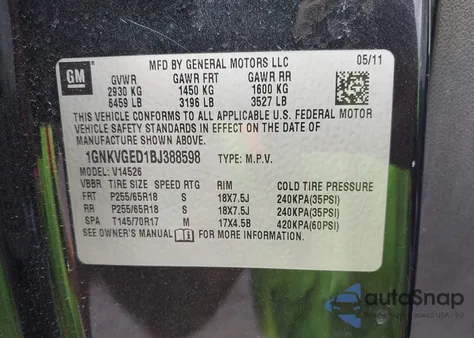 MFD BY GENERAL MOTORS LLC 05/11
GM
GVWR GAWR FRT GAWR RR
2930 KG 1450 KG 1600 KG
6459 LB 3196 LB 3527 LB
THIS VEHICLE CONFORMS TO ALL APPLICABLE U.S. FEDERAL MOTOR
VEHICLE SAFETY STANDARDS IN EFFECT ON THE DATE OF
MANUFACTURE SHOWN ABOVE.
1GNKVGED1BJ388598 TYPE: M.P.V.
MODEL: V14526
VBBR TIRE SIZE SPEED RTG RIM COLD TIRE PRESSURE
FRT P255/65R18 S 18X7.5J 240KPA(35PSI)
RR P255/65R18 S 18X7.5J 240KPA(35PSI)
SPA T145/70R17 M 17X4.5B 420KPA(60PSI)
SEE OWNER'S MANUAL FOR MORE INFORMATION.
autoSnap